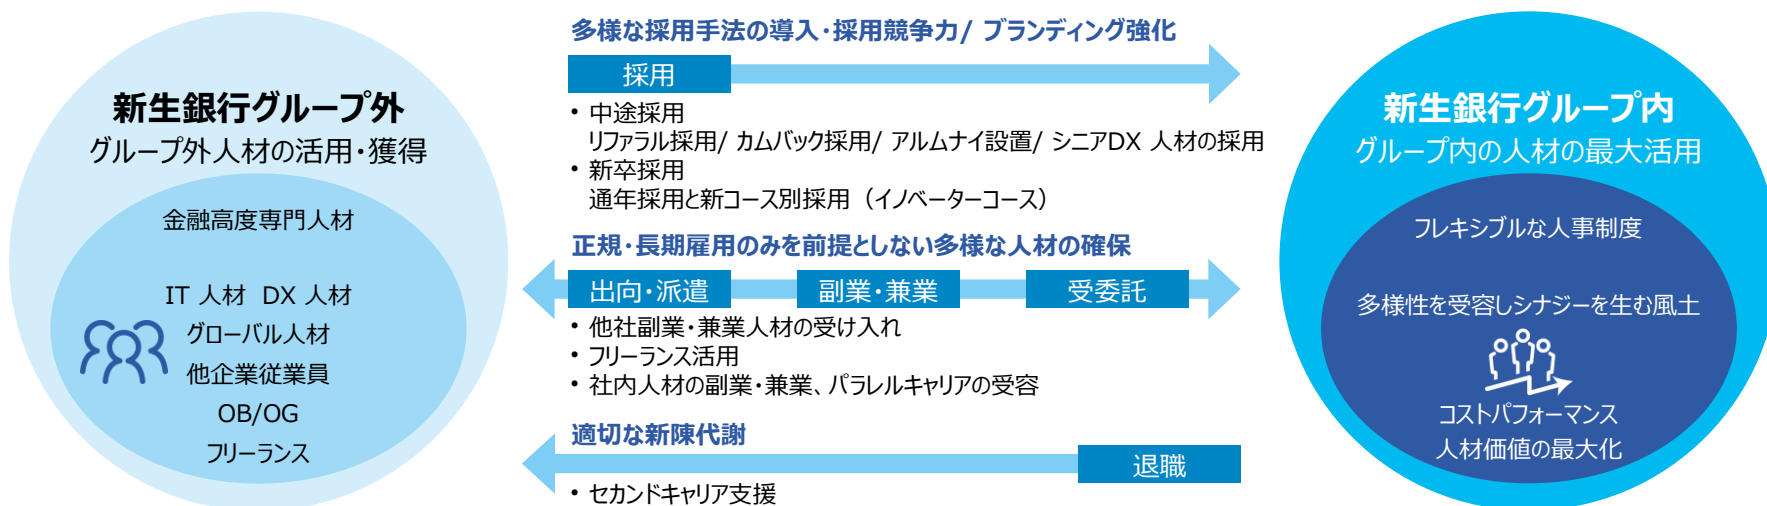 新生銀行グループ外
グループ外人材の活用・獲得
金融高度専門人材
IT 人材 DX 人材
グローバル人材
他企業従業員
OB/OG
フリーランス
多様な採用手法の導入・採用競争力/ ブランディング強化
採用
・中途採用
リファラル採用/ カムバック採用/ アルムナイ設置/ シニアDX 人材の採用
・新卒採用
通年採用と新コース別採用（イノベーターコース）
正規・長期雇用のみを前提としない多様な人材の確保
出向・派遣 副業・兼業 受委託
・他社副業・兼業人材の受け入れ
・フリーランス活用
・社内人材の副業・兼業、パラレルキャリアの受容
適切な新陳代謝
退職
・セカンドキャリア支援
新生銀行グループ内
グループ内の人材の最大活用
フレキシブルな人事制度
多様性を受容しシナジーを生む風土
コストパフォーマンス
人材価値の最大化